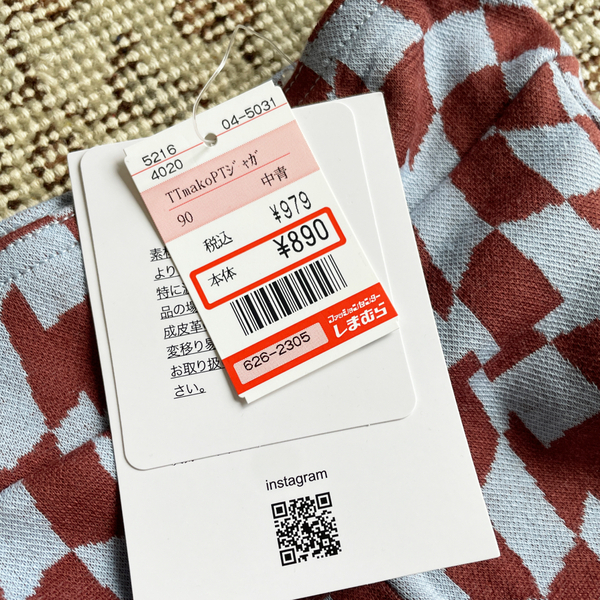 5216 04-5031
4020
TTmakoPTジャガ
90 中青
¥979
税込 ¥890
本体
ファッションセンター
しまむら
626-2305
素材
より
特に
品の場
成皮革
変移り易
お取り扱
さい。
instagram